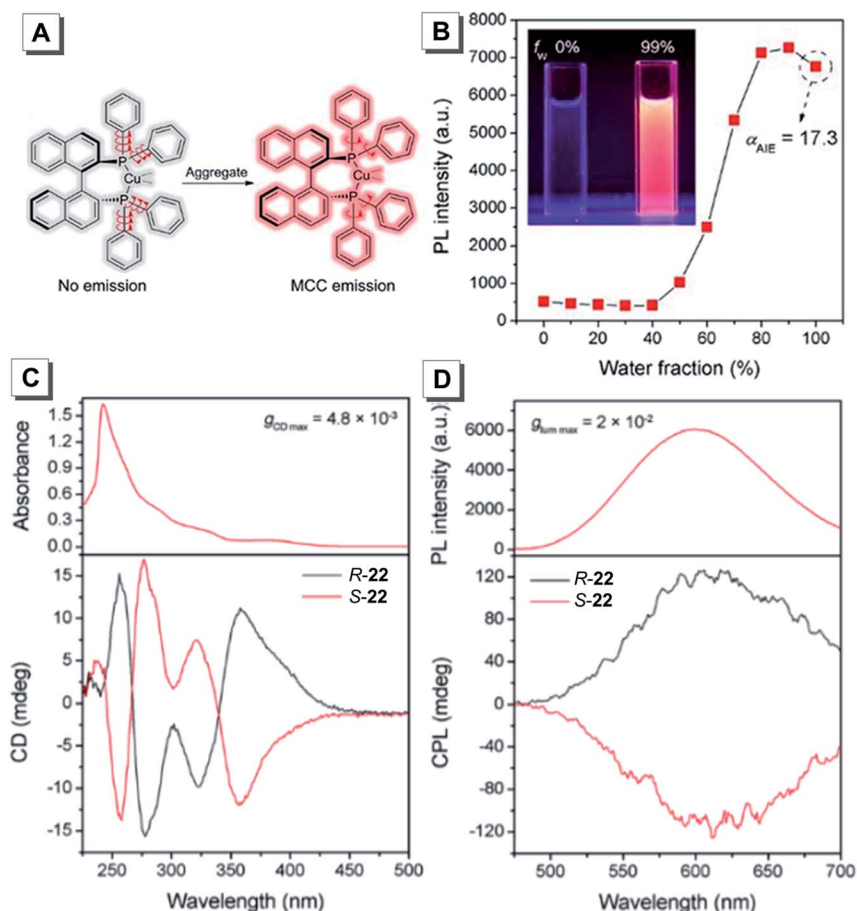 A
P
Cu
P
Aggregate
P
Cu
P
No emission
MCC emission
B
PL intensity (a.u.)
8000
7000
6000
5000
4000
3000
2000
1000
0
fw 0% 99%
αAIE = 17.3
0 20 40 60 80 100
Water fraction (%)
C
Absorbance
1.5
1.2
0.9
0.6
0.3
0.0
gCD max = 4.8 × 10-3
CD (mdeg)
15
10
5
0
-5
-10
-15
R-22
S-22
250 300 350 400 450 500
Wavelength (nm)
D
PL intensity (a.u.)
6000
4000
2000
0
glum max = 2 × 10-2
CPL (mdeg)
120
80
40
0
-40
-80
-120
R-22
S-22
500 550 600 650 700
Wavelength (nm)